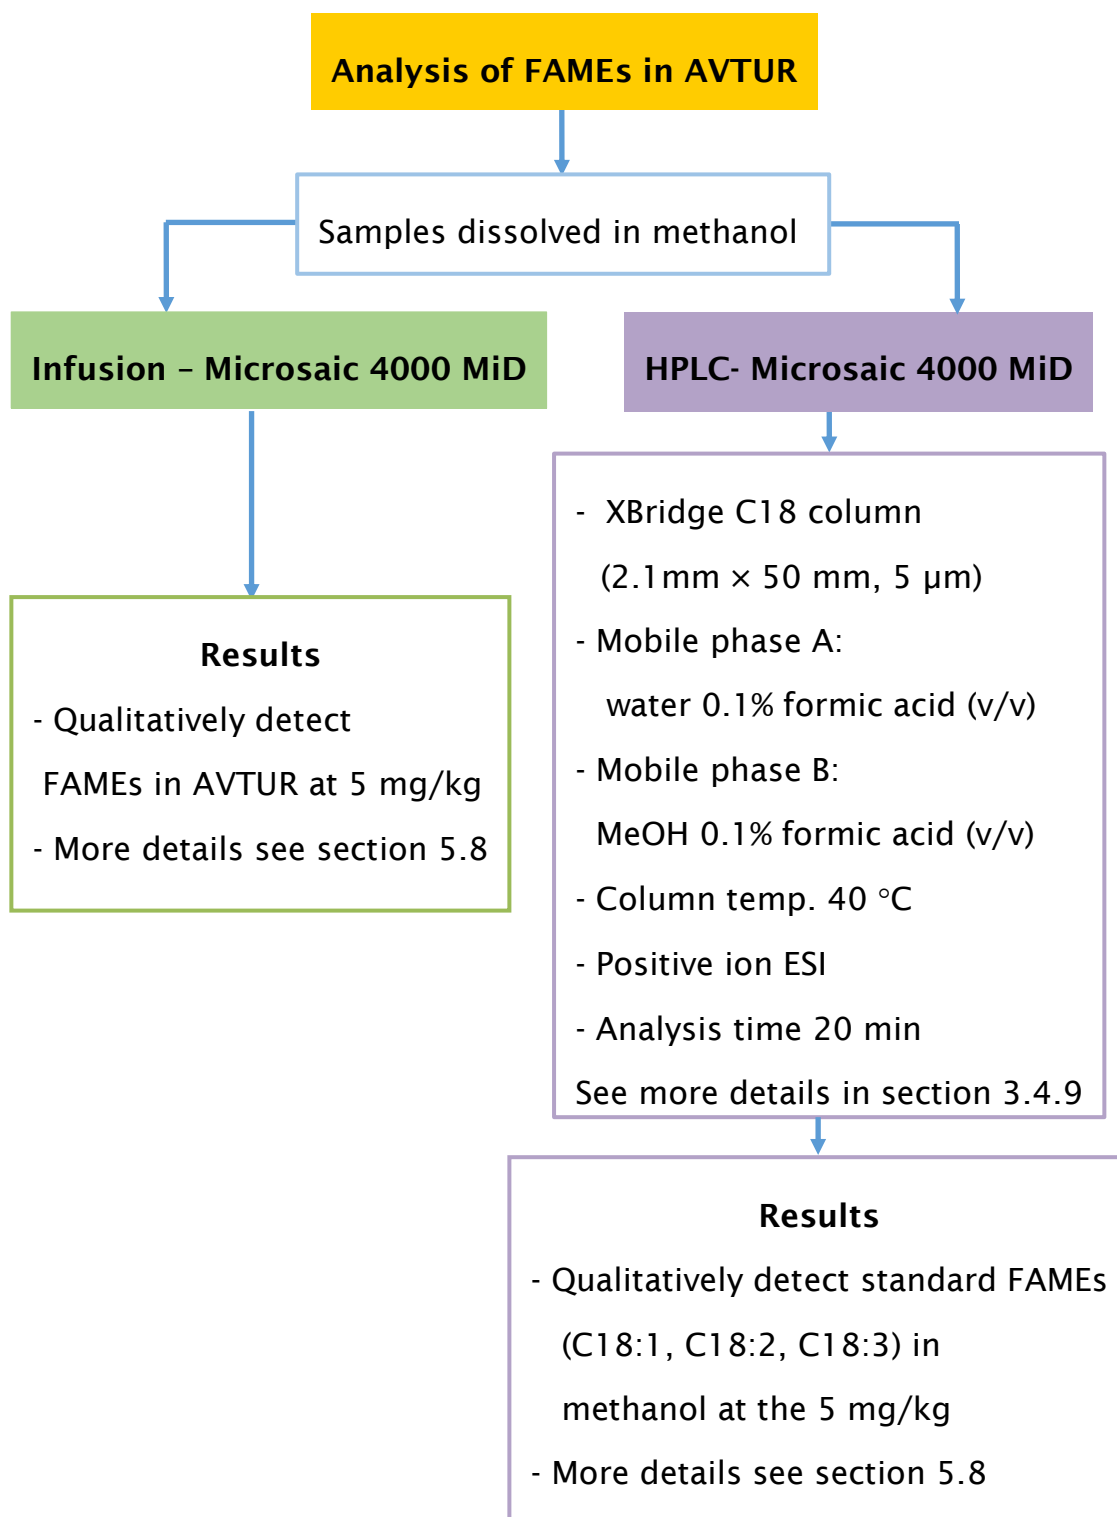 Analysis of FAMEs in AVTUR
Samples dissolved in methanol
Infusion – Microsaic 4000 MiD
Results
- Qualitatively detect
FAMEs in AVTUR at 5 mg/kg
- More details see section 5.8
HPLC- Microsaic 4000 MiD
- XBridge C18 column
(2.1mm × 50 mm, 5 µm)
- Mobile phase A:
water 0.1% formic acid (v/v)
- Mobile phase B:
MeOH 0.1% formic acid (v/v)
- Column temp. 40 °C
- Positive ion ESI
- Analysis time 20 min
See more details in section 3.4.9
Results
- Qualitatively detect standard FAMEs
(C18:1, C18:2, C18:3) in
methanol at the 5 mg/kg
- More details see section 5.8